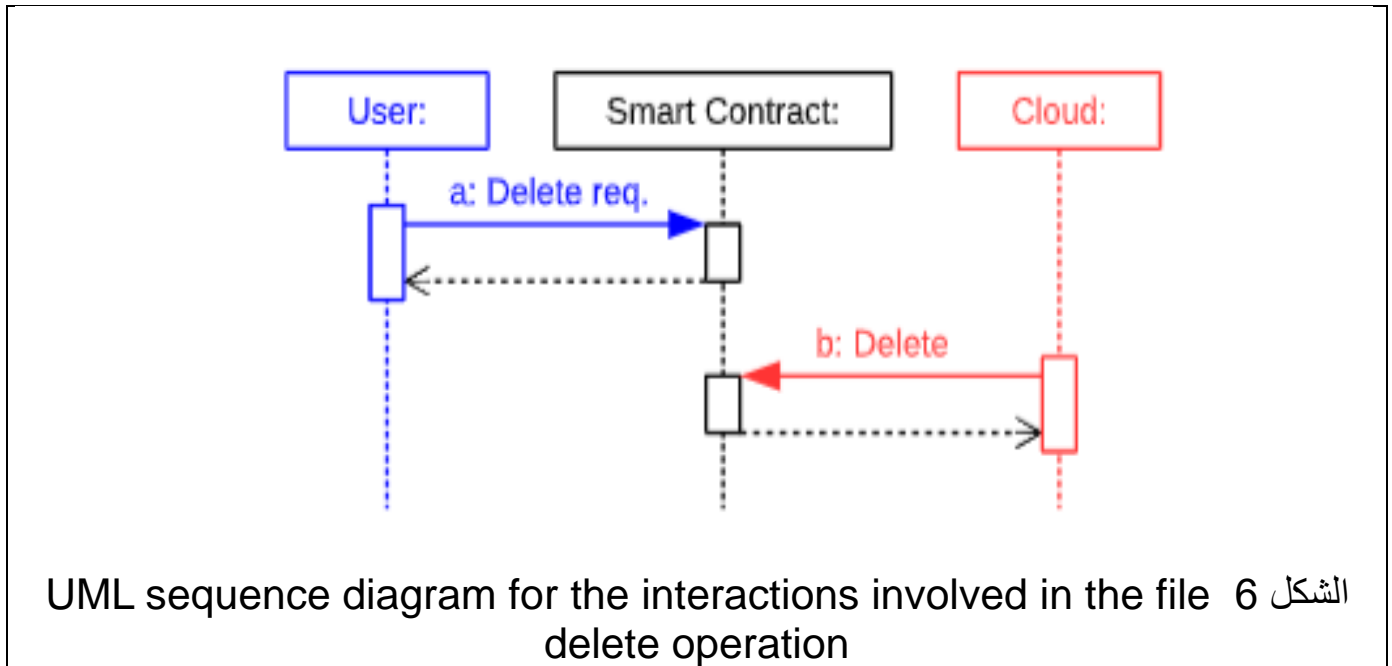 User:
Smart Contract:
Cloud:
a: Delete req.
b: Delete
الشكل 6 UML sequence diagram for the interactions involved in the file
delete operation